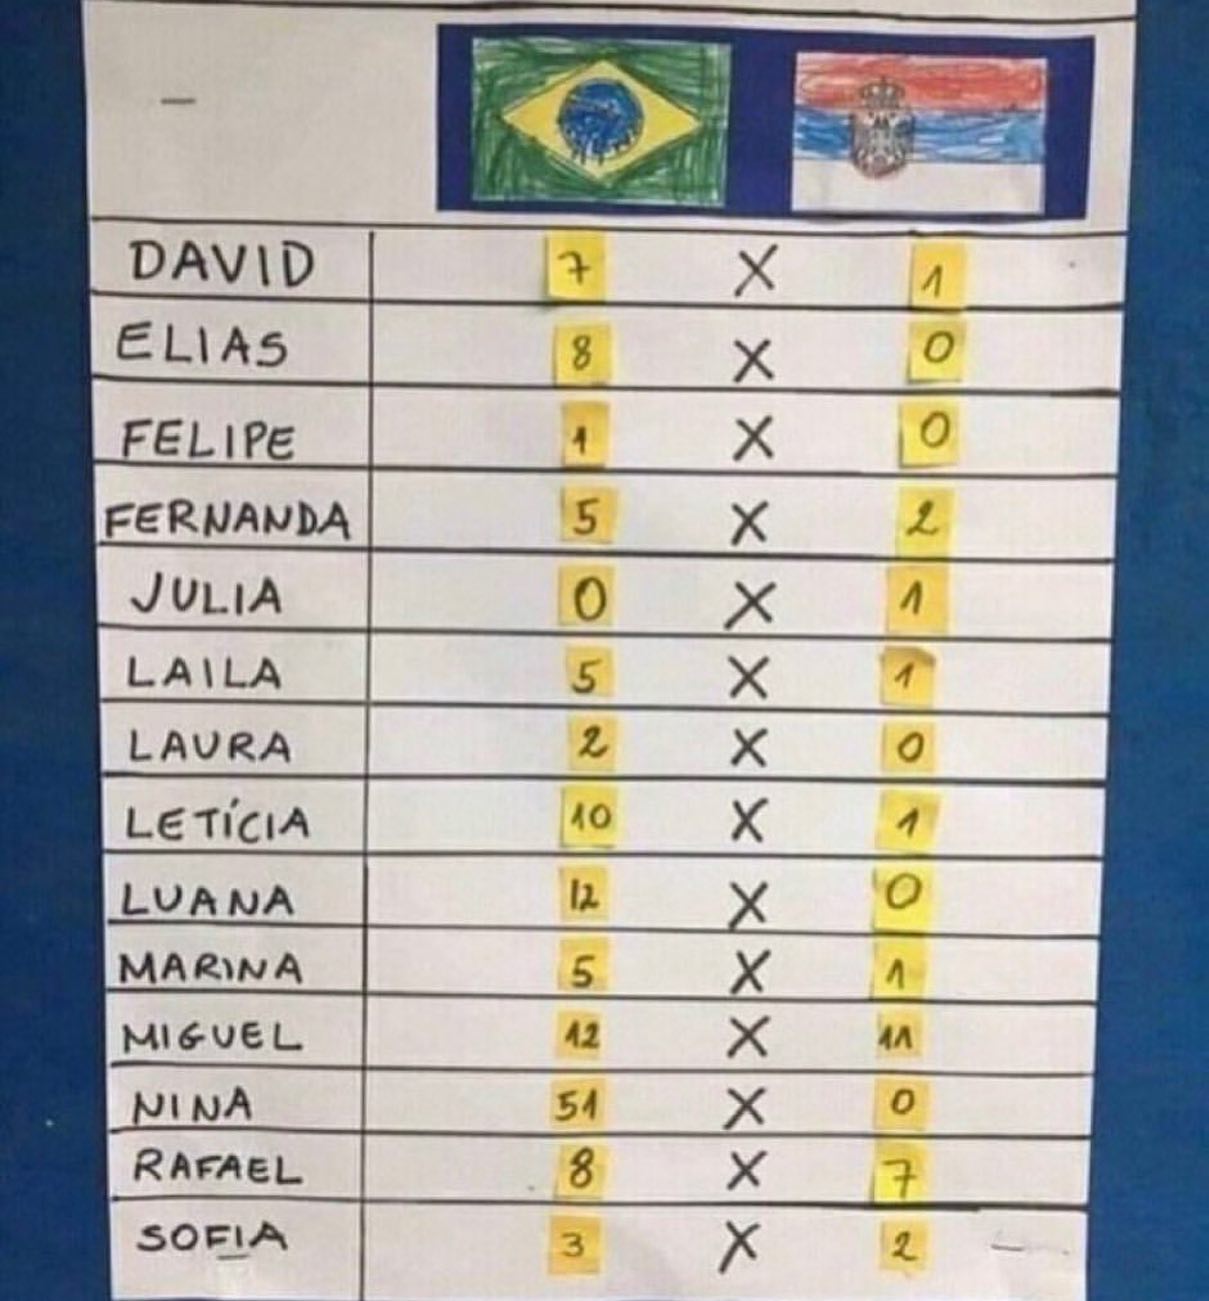 DAVID 7 X 1
ELIAS 8 X 0
FELIPE 1 X 0
FERNANDA 5 X 2
JULIA 0 X 1
LAILA 5 X 1
LAURA 2 X 0
LETÍCIA 10 X 1
LUANA 12 X 0
MARINA 5 X 1
MIGUEL 12 X 11
NINA 51 X 0
RAFAEL 8 X 7
SOFIA 3 X 2